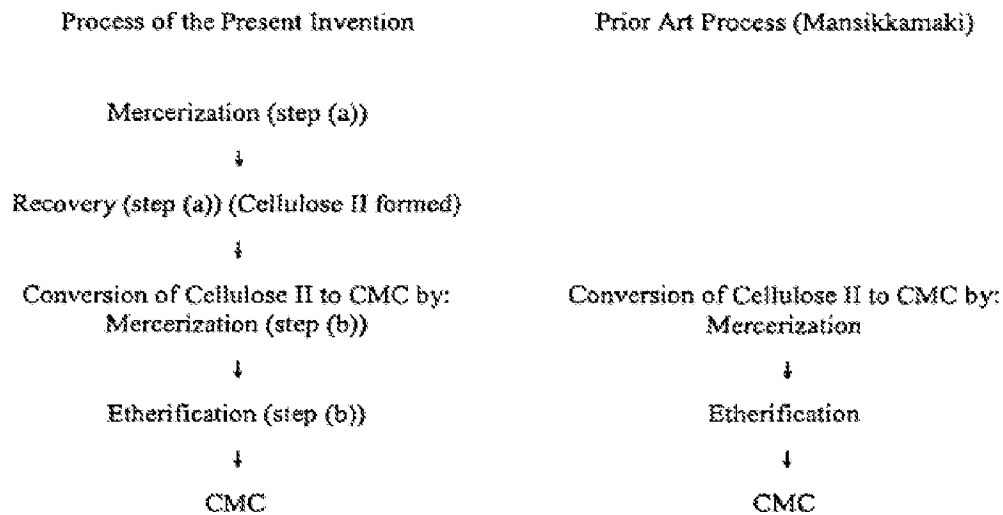 Process of the Present Invention
Prior Art Process (Mansikkamaki)
Mercerization (step (a))
↓
Recovery (step (a)) (Cellulose II formed)
↓
Conversion of Cellulose II to CMC by:
Mercerization (step (b))
↓
Etherification (step (b))
↓
CMC
Conversion of Cellulose II to CMC by:
Mercerization
↓
Etherification
↓
CMC